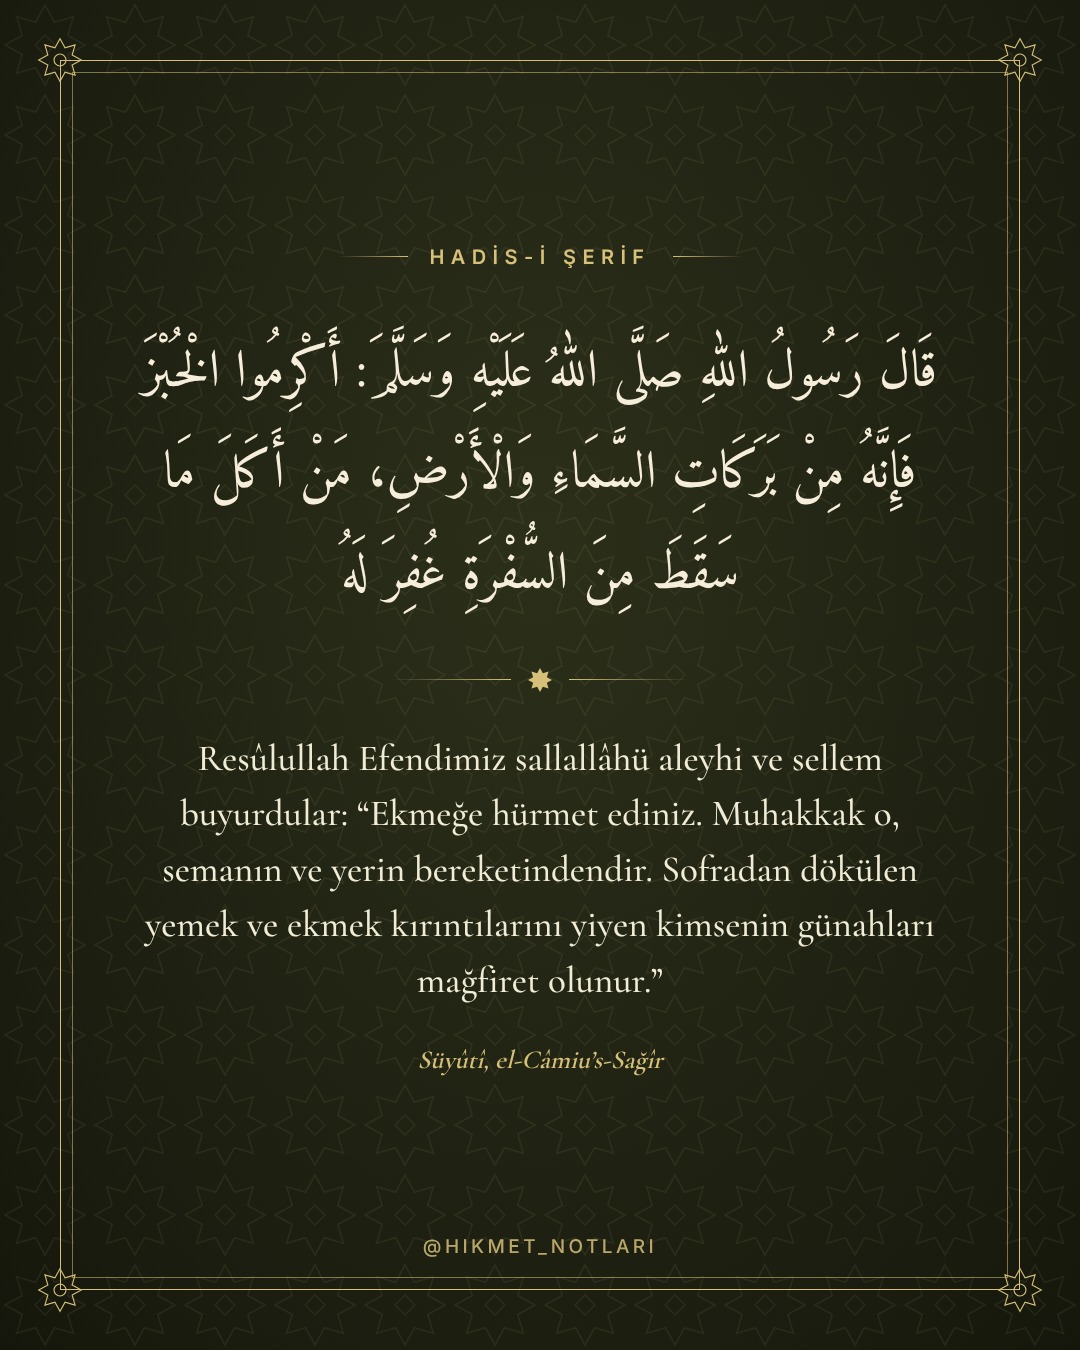 HADİS-İ ŞERİF
قَالَ رَسُولُ اللهِ صَلَّى اللهُ عَلَيْهِ وَسَلَّمَ: أَكْرِمُوا الْخُبْزَ
فَإِنَّهُ مِنْ بَرَكَاتِ السَّمَاءِ وَالْأَرْضِ، مَنْ أَكَلَ مَا
سَقَطَ مِنَ السُّفْرَةِ غُفِرَ لَهُ
Resûlullah Efendimiz sallallâhü aleyhi ve sellem
buyurdular: “Ekmeğe hürmet ediniz. Muhakkak o,
semanın ve yerin bereketindendir. Sofradan dökülen
yemek ve ekmek kırıntılarını yiyen kimsenin günahları
mağfiret olunur.”
Süyûtî, el-Câmiu’s-Sağîr
@HIKMET_NOTLARI